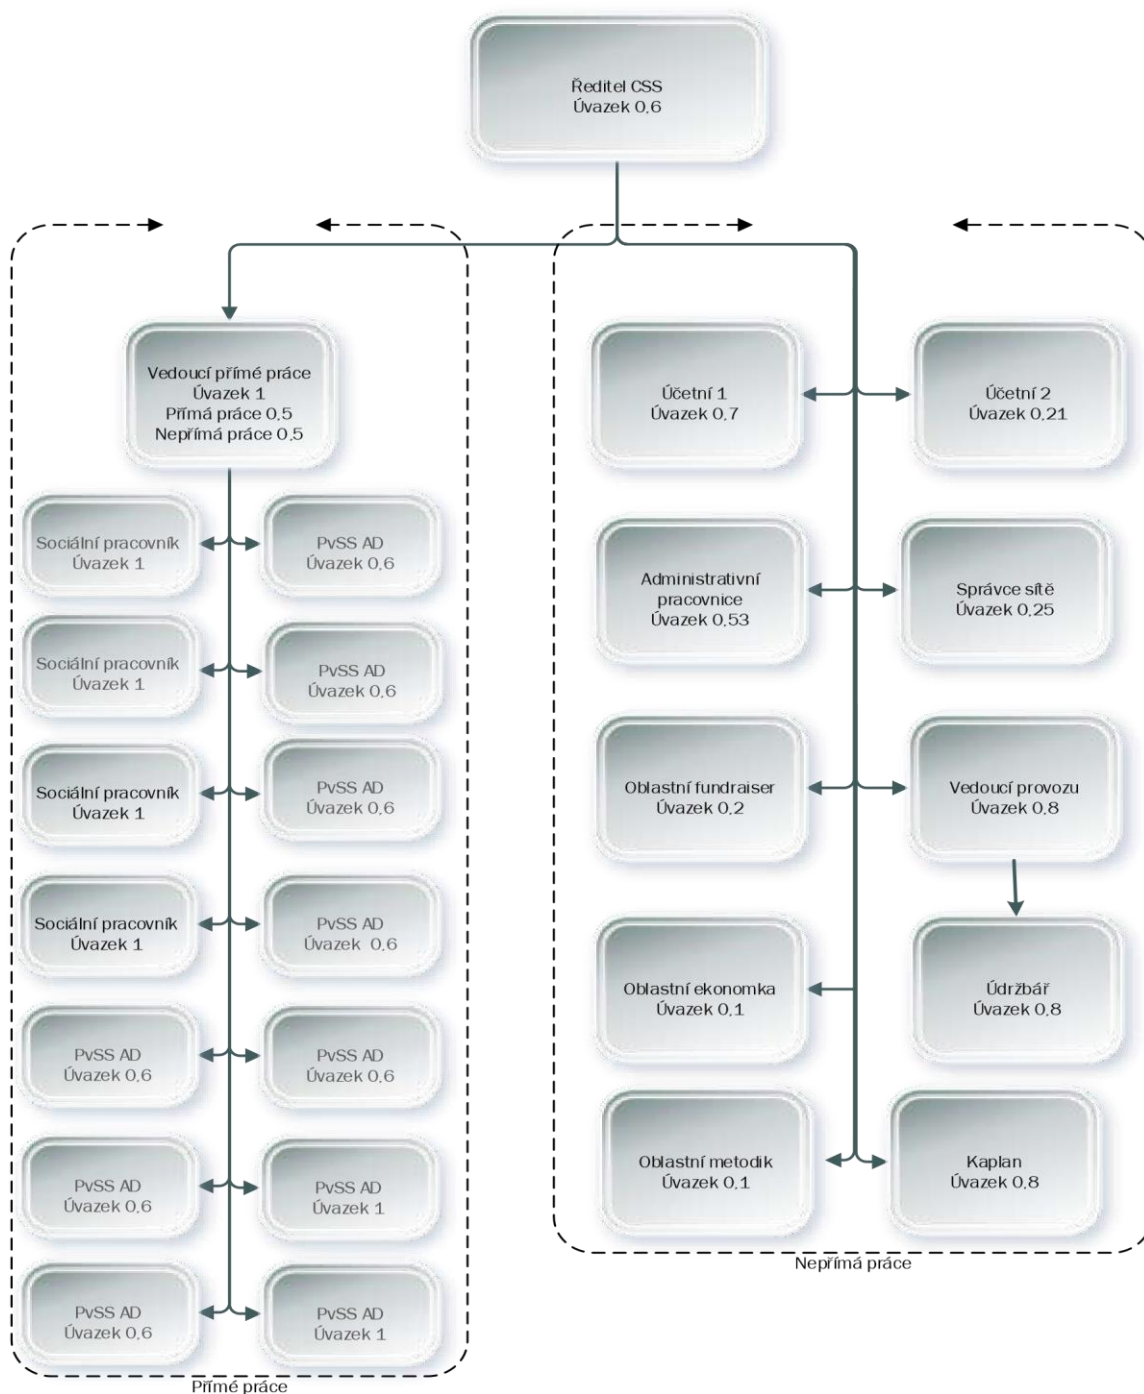 Ředitel CSS
Úvazek 0,6
Vedoucí přímé práce
Úvazek 1
Přímá práce 0,5
Nepřímá práce 0,5
Sociální pracovník
Úvazek 1
PvSS AD
Úvazek 0,6
Sociální pracovník
Úvazek 1
PvSS AD
Úvazek 0,6
Sociální pracovník
Úvazek 1
PvSS AD
Úvazek 0,6
Sociální pracovník
Úvazek 1
PvSS AD
Úvazek 0,6
PvSS AD
Úvazek 0,6
PvSS AD
Úvazek 0,6
PvSS AD
Úvazek 0,6
PvSS AD
Úvazek 1
PvSS AD
Úvazek 0,6
PvSS AD
Úvazek 1
Přímé práce
Účetní 1
Úvazek 0,7
Účetní 2
Úvazek 0,21
Administrativní
pracovnice
Úvazek 0,53
Správce sítě
Úvazek 0,25
Oblastní fundraiser
Úvazek 0,2
Vedoucí provozu
Úvazek 0,8
Oblastní ekonomka
Úvazek 0,1
Údržbář
Úvazek 0,8
Oblastní metodik
Úvazek 0,1
Kaplan
Úvazek 0,8
Nepřímá práce